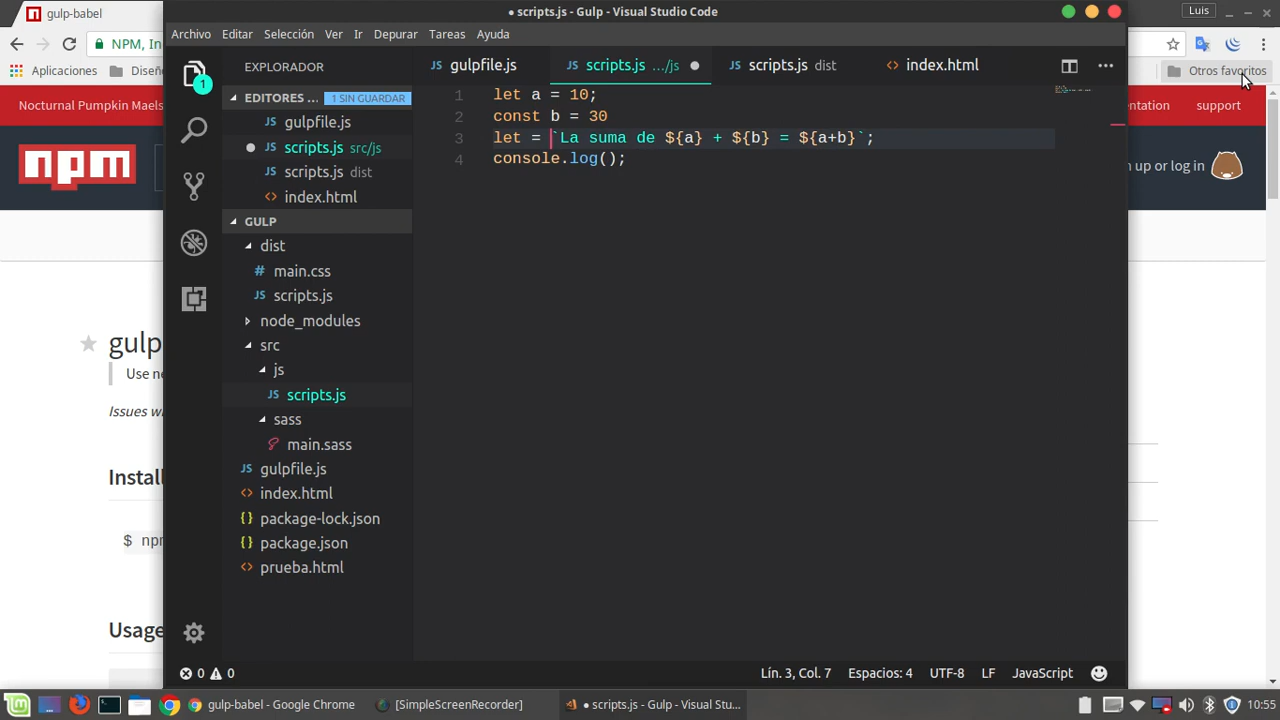 gulp-babel
● scripts.js - Gulp - Visual Studio Code
Luis
NPM, In
Archivo Editar Selección Ver Ir Depurar Tareas Ayuda
Aplicaciones
Diseñ
Otros favoritos
EXPLORADOR
gulpfile.js
scripts.js .../js
scripts.js dist
index.html
Nocturnal Pumpkin Maels
entation
support
npm
n up or log in
1
EDITORES ...
1 SIN GUARDAR
gulpfile.js
scripts.js src/js
scripts.js dist
index.html
GULP
dist
main.css
scripts.js
node_modules
src
js
scripts.js
sass
main.sass
gulpfile.js
index.html
package-lock.json
package.json
prueba.html
1 let a = 10;
2 const b = 30
3 let = `La suma de ${a} + ${b} = ${a+b}`;
4 console.log();
gulp
Use ne
Issues w
Install
$ npm
Usage
0 0
Lín. 3, Col. 7
Espacios: 4
UTF-8
LF
JavaScript
gulp-babel - Google Chrome
[SimpleScreenRecorder]
● scripts.js - Gulp - Visual Stu...
10:55